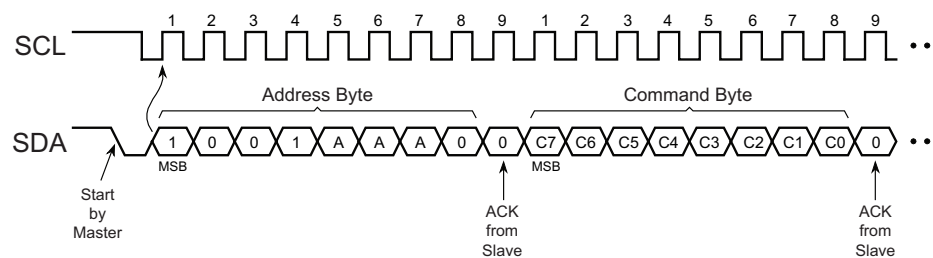 1 2 3 4 5 6 7 8 9 1 2 3 4 5 6 7 8 9
SCL
Address Byte Command Byte
SDA 1 0 0 1 A A A 0 0 C7 C6 C5 C4 C3 C2 C1 C0 0
MSB MSB
Start
by
Master
ACK
from
Slave
ACK
from
Slave